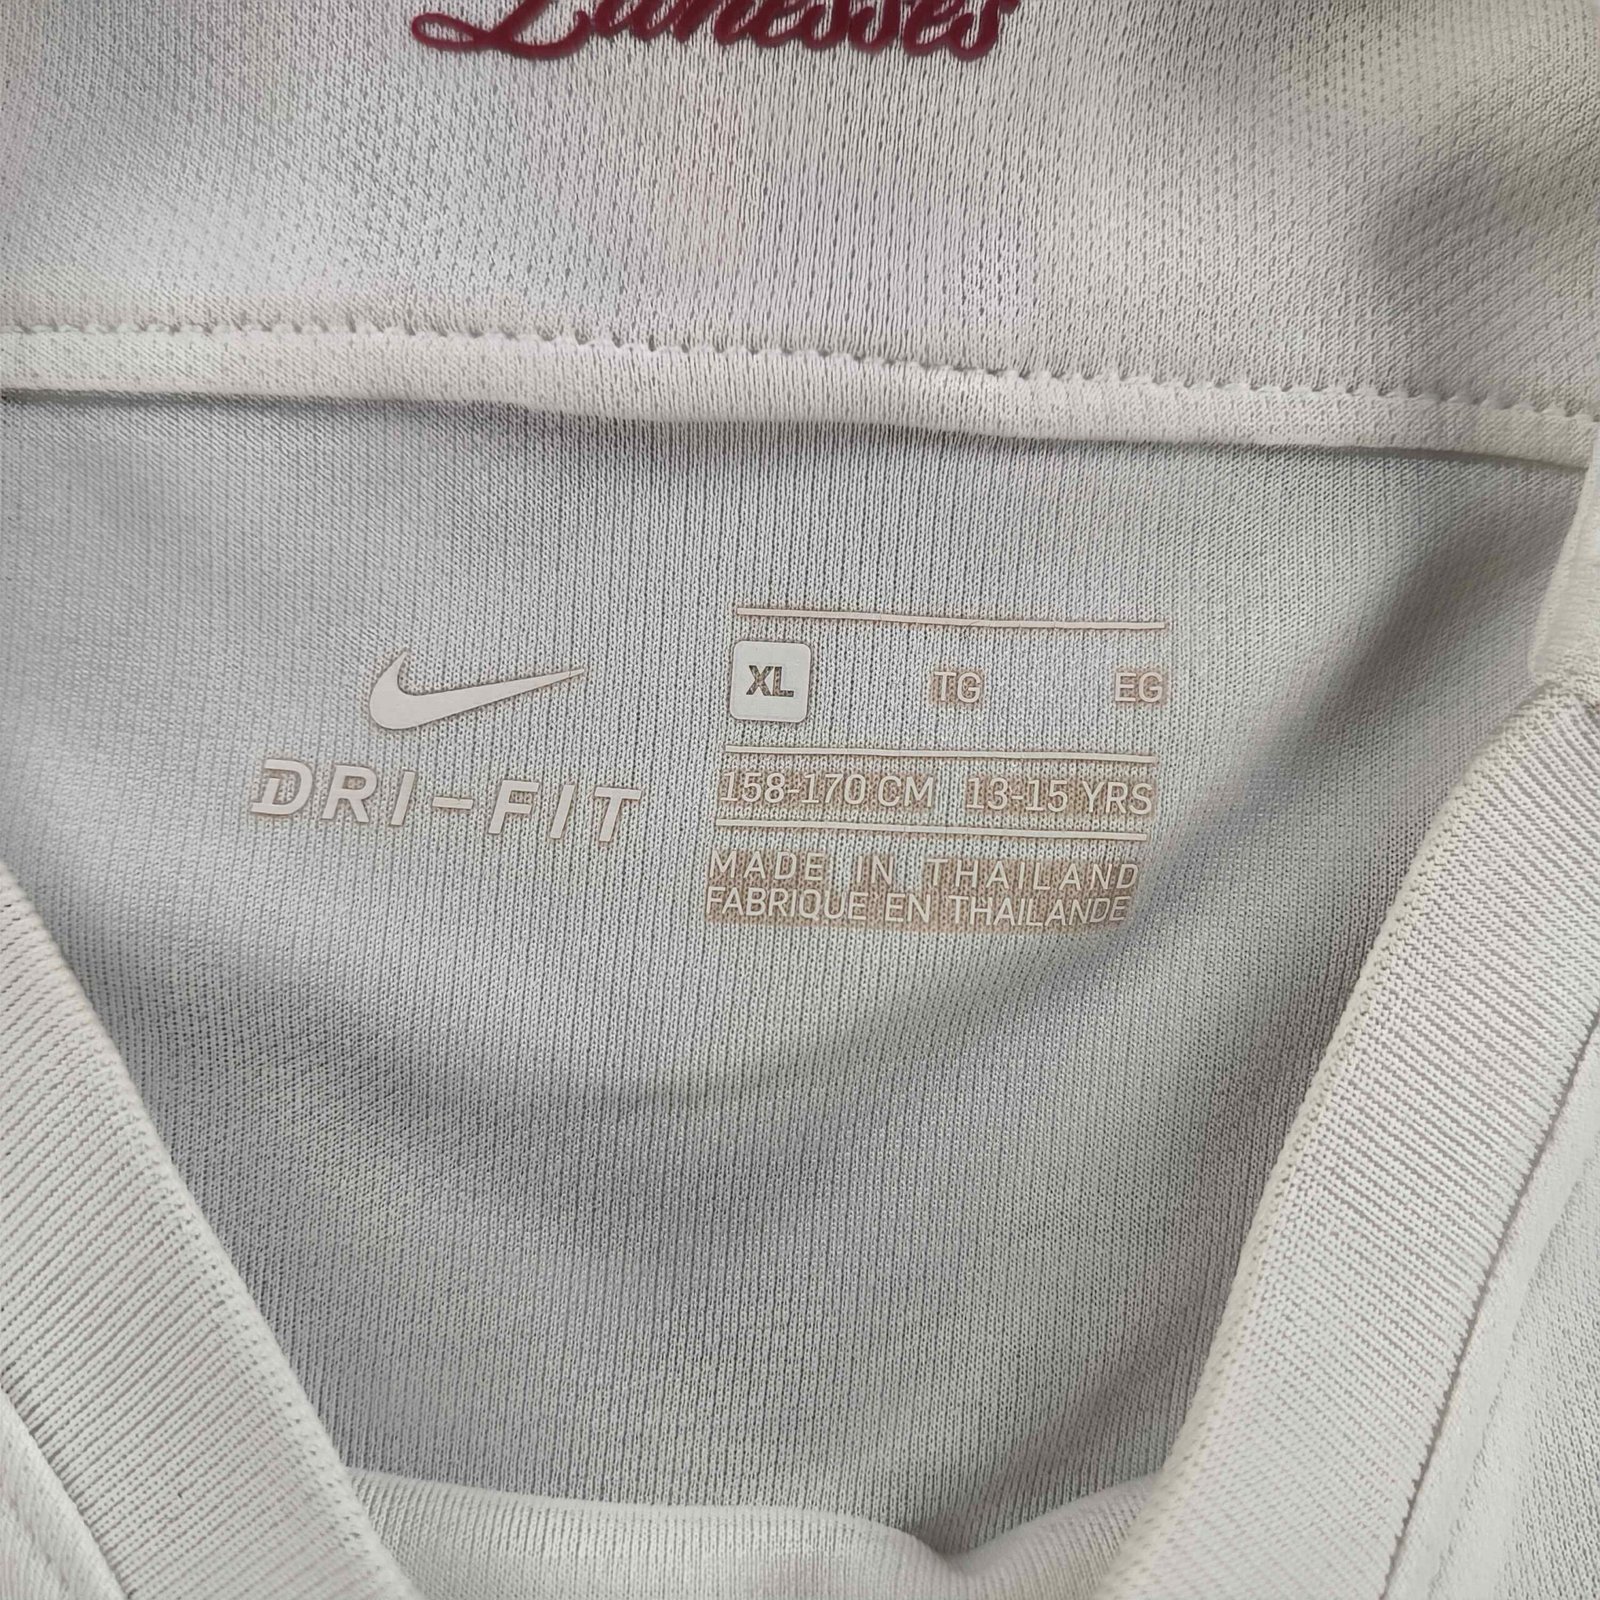 XL TG EG
DRI-FIT
158-170 CM 13-15 YRS
MADE IN THAILAND
FABRIQUE EN THAILANDE